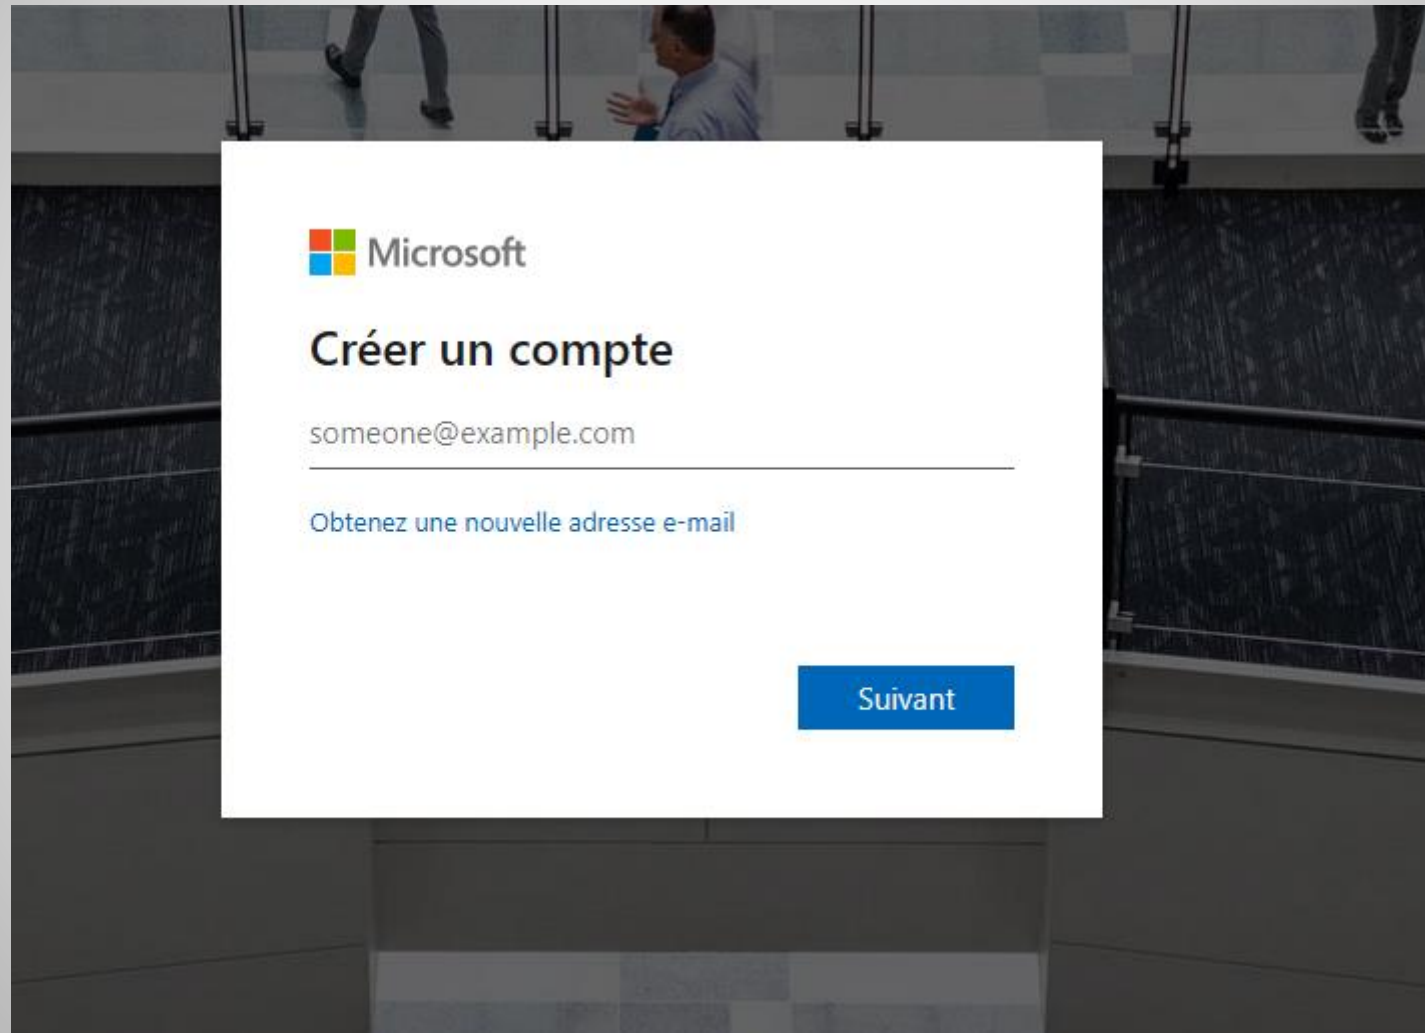 Microsoft
Créer un compte
someone@example.com
Obtenez une nouvelle adresse e-mail
Suivant